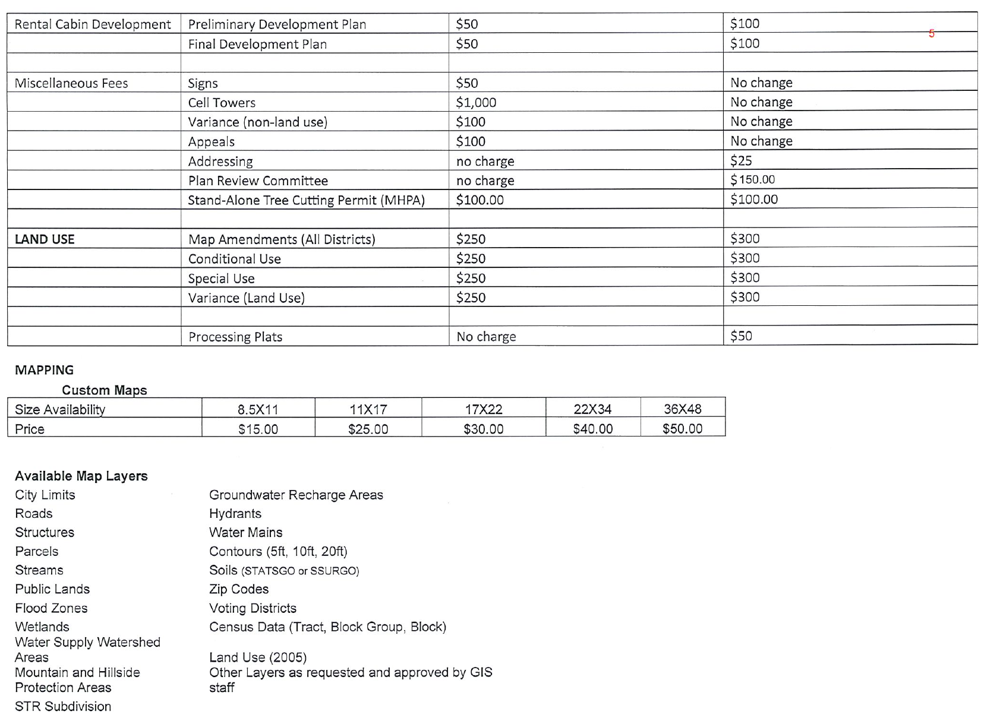 Rental Cabin Development Preliminary Development Plan $50 $100
5
Final Development Plan $50 $100
Miscellaneous Fees Signs $50 No change
Cell Towers $1,000 No change
Variance (non-land use) $100 No change
Appeals $100 No change
Addressing no charge $25
Plan Review Committee no charge $150.00
Stand-Alone Tree Cutting Permit (MHPA) $100.00 $100.00
LAND USE Map Amendments (All Districts) $250 $300
Conditional Use $250 $300
Special Use $250 $300
Variance (Land Use) $250 $300
Processing Plats No charge $50
MAPPING
Custom Maps
Size Availability 8.5X11 11X17 17X22 22X34 36X48
Price $15.00 $25.00 $30.00 $40.00 $50.00
Available Map Layers
City Limits Groundwater Recharge Areas
Roads Hydrants
Structures Water Mains
Parcels Contours (5ft, 10ft, 20ft)
Streams Soils (STATSGO or SSURGO)
Public Lands Zip Codes
Flood Zones Voting Districts
Wetlands Census Data (Tract, Block Group, Block)
Water Supply Watershed
Areas Land Use (2005)
Mountain and Hillside Other Layers as requested and approved by GIS
Protection Areas staff
STR Subdivision